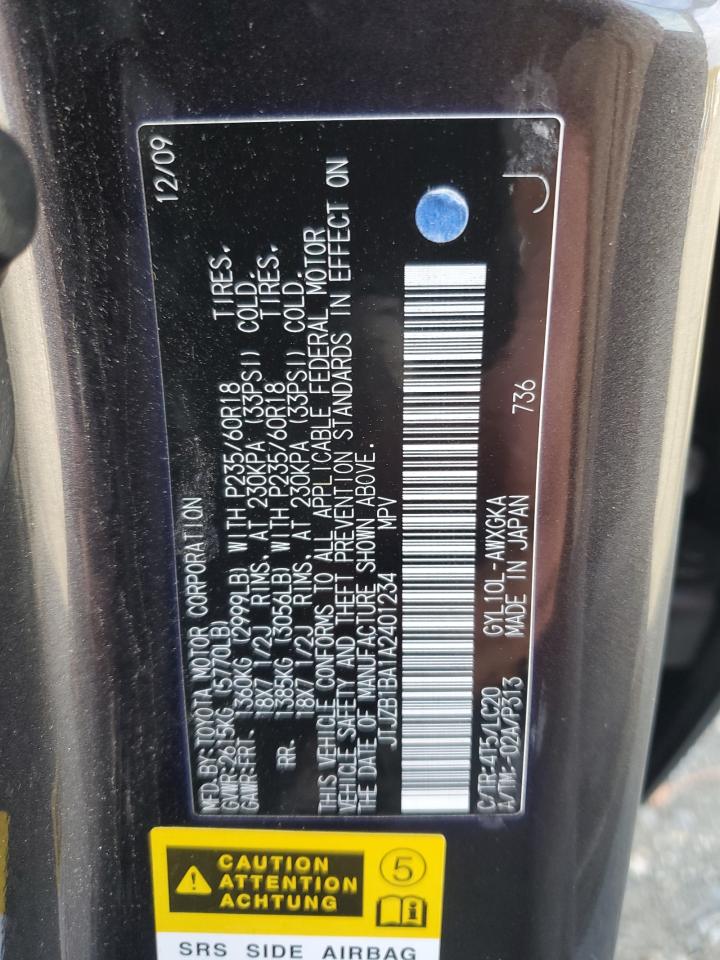 12/09
MFD.BY:TOYOTA MOTOR CORPORATION
GVWR:2615KG (5770LB)
GAWR:FRT. 1360KG (2999LB) WITH P235/60R18 TIRES.
18X7 1/2J RIMS. AT 230KPA (33PSI) COLD.
RR. 1385KG (3056LB) WITH P235/60R18 TIRES.
18X7 1/2J RIMS. AT 230KPA (33PSI) COLD.
THIS VEHICLE CONFORMS TO ALL APPLICABLE FEDERAL MOTOR
VEHICLE SAFETY AND THEFT PREVENTION STANDARDS IN EFFECT ON
THE DATE OF MANUFACTURE SHOWN ABOVE.
JTJZB1BA1A2401234 MPV
C/TR:4T5/LC20 GYL10L-AWXGKA
A/TM:-02A/P313 MADE IN JAPAN 736
J
CAUTION
ATTENTION
ACHTUNG
5
SRS SIDE AIRBAG